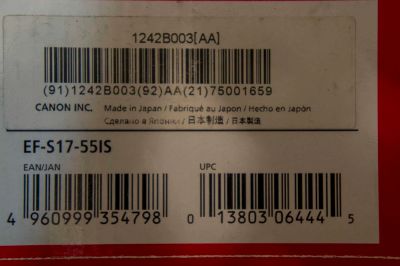 1242B003[AA]
(91)1242B003(92)AA(21)75001659
CANON INC. Made in Japan / Fabriqué au Japon / Hecho en Japón
Сделано в Японии / 日本制造 / 日本製造
EF-S17-55IS
EAN/JAN UPC
4 960999 354798 0 13803 06444 5